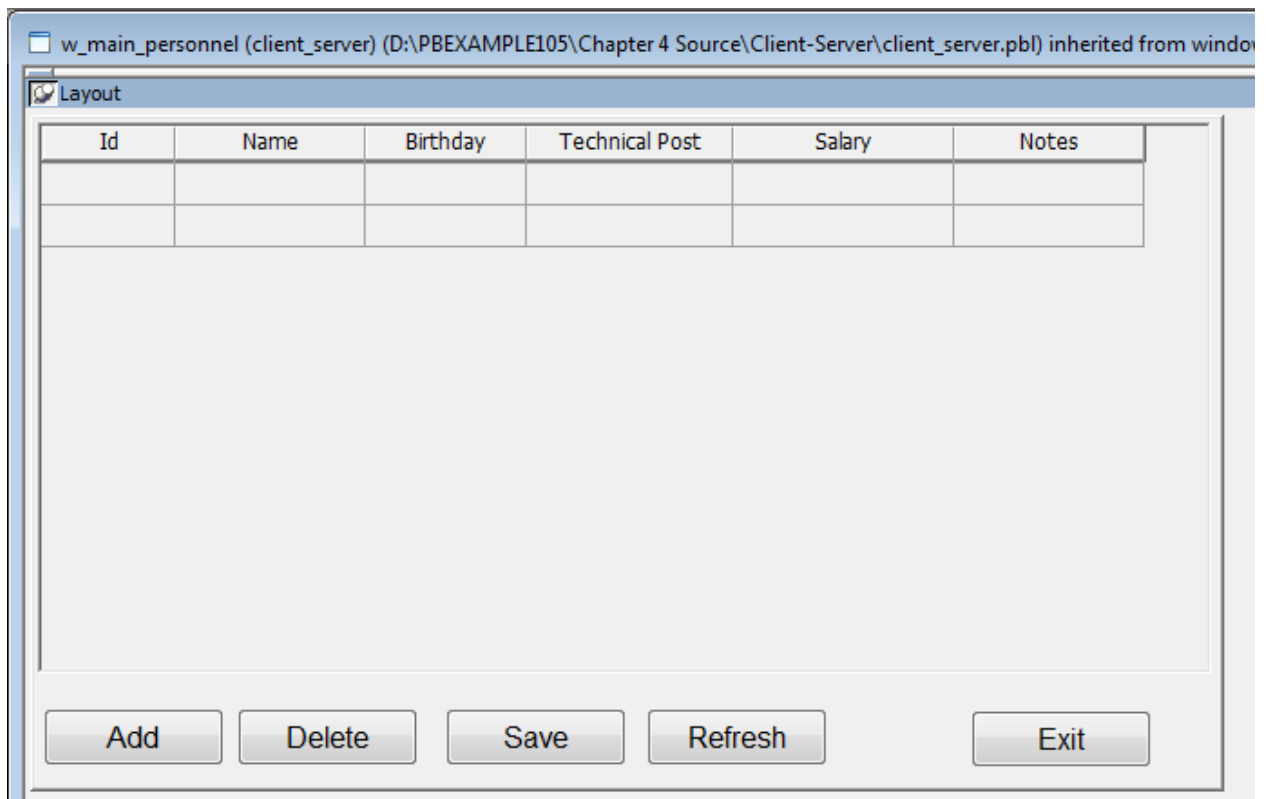 w_main_personnel (client_server) (D:\PBEXAMPLE105\Chapter 4 Source\Client-Server\client_server.pbl) inherited from
Layout
Id Name Birthday Technical Post Salary Notes
Add Delete Save Refresh Exit